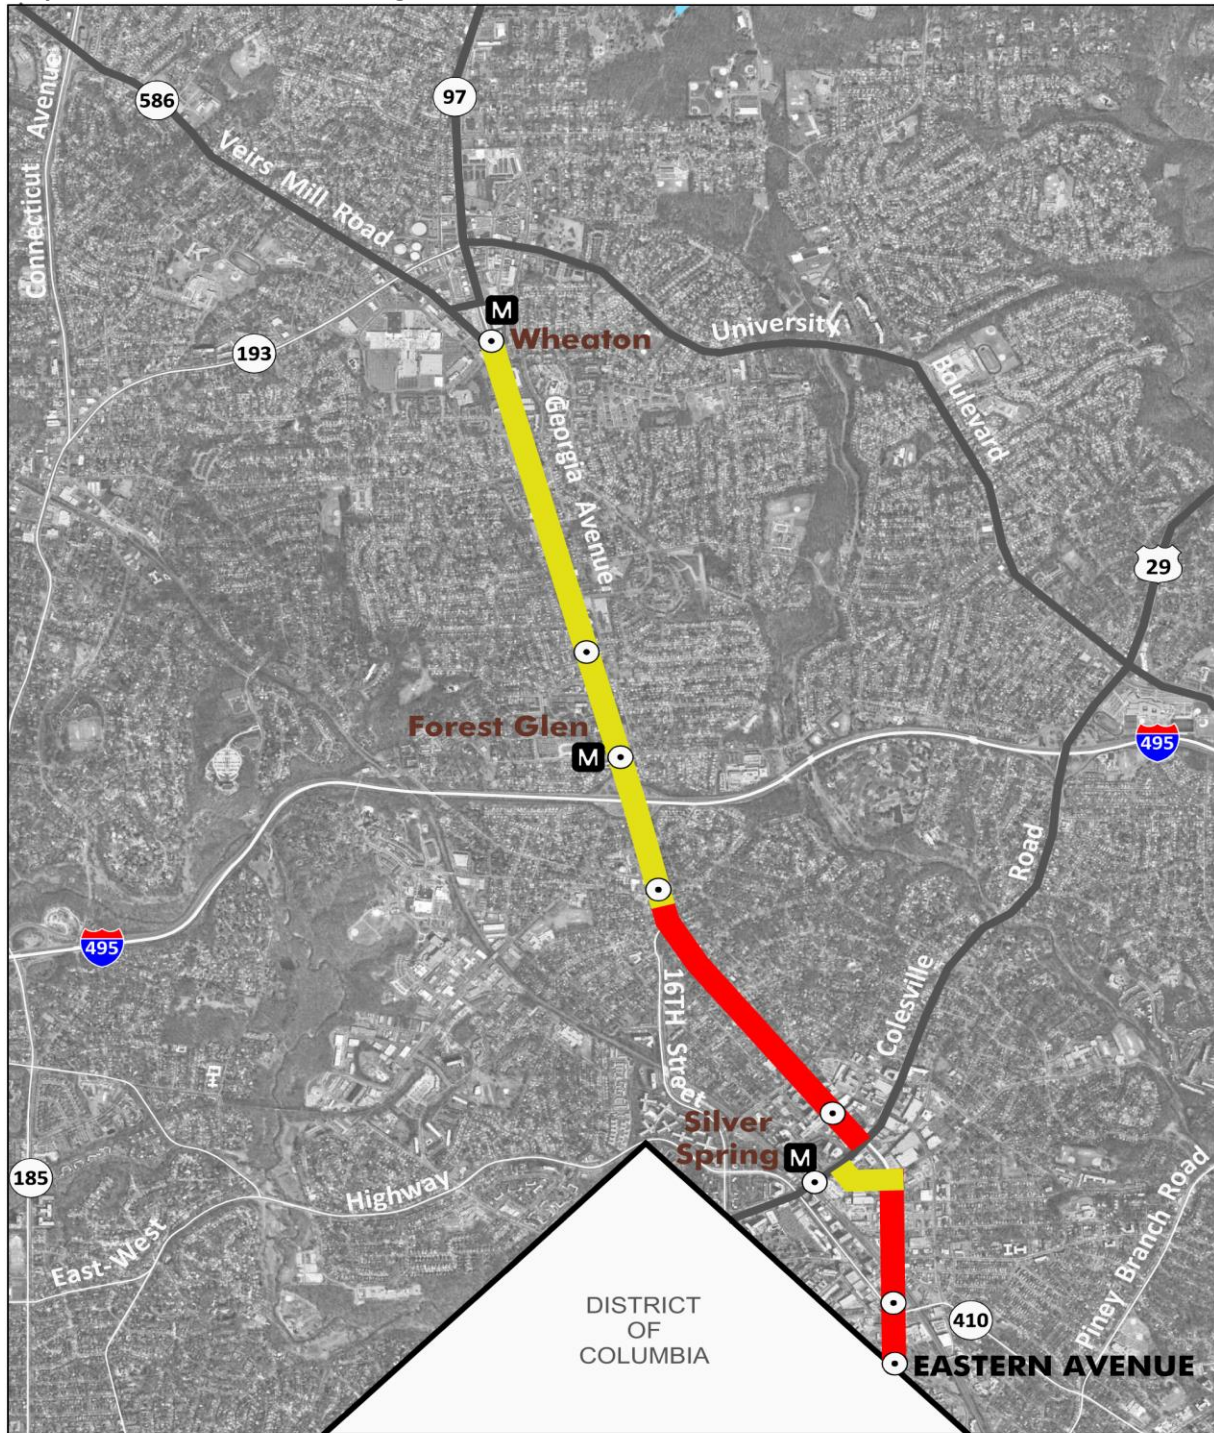 586
97
Connecticut Avenue
Veirs Mill Road
M
Wheaton
University
Boulevard
193
Georgia Avenue
29
Forest Glen
M
495
Road
495
Colesville
16TH Street
Silver
Spring
M
185
Highway
East-West
Piney Branch Road
DISTRICT
OF
COLUMBIA
410
EASTERN AVENUE